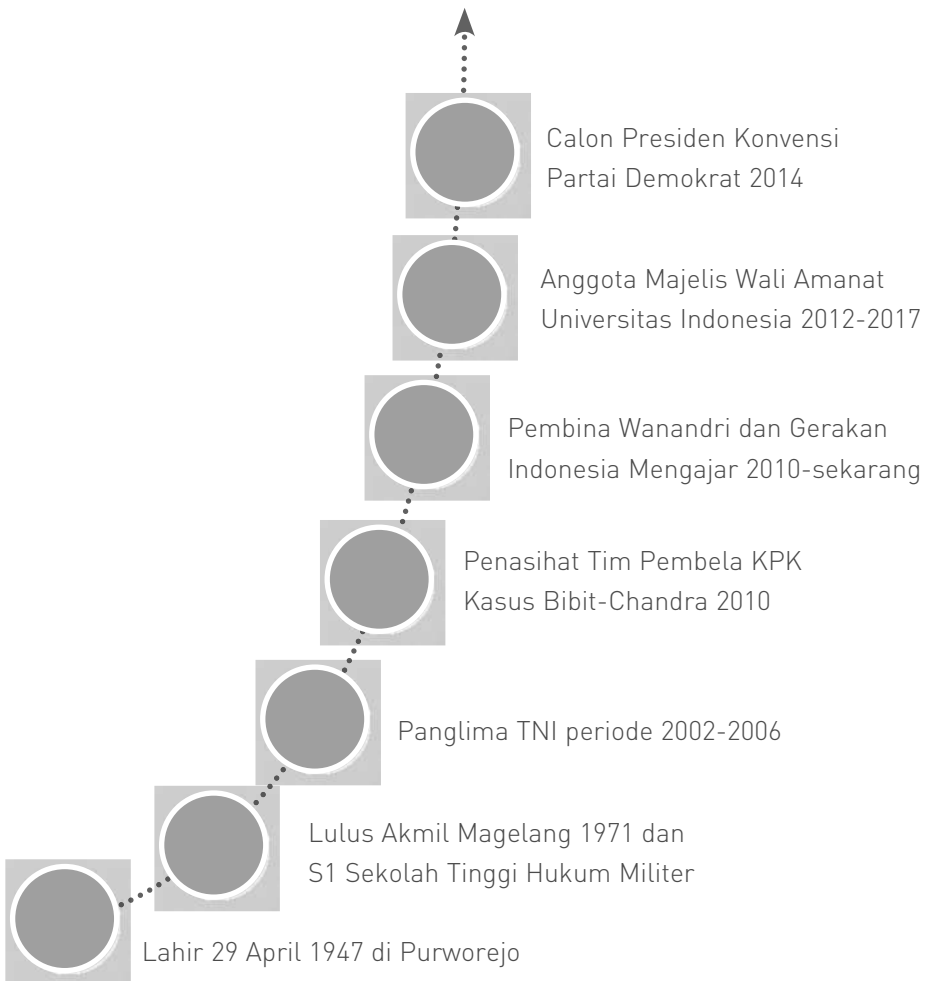 Calon Presiden Konvensi
Partai Demokrat 2014
Anggota Majelis Wali Amanat
Universitas Indonesia 2012-2017
Pembina Wanandri dan Gerakan
Indonesia Mengajar 2010-sekarang
Penasihat Tim Pembela KPK
Kasus Bibit-Chandra 2010
Panglima TNI periode 2002-2006
Lulus Akmil Magelang 1971 dan
S1 Sekolah Tinggi Hukum Militer
Lahir 29 April 1947 di Purworejo